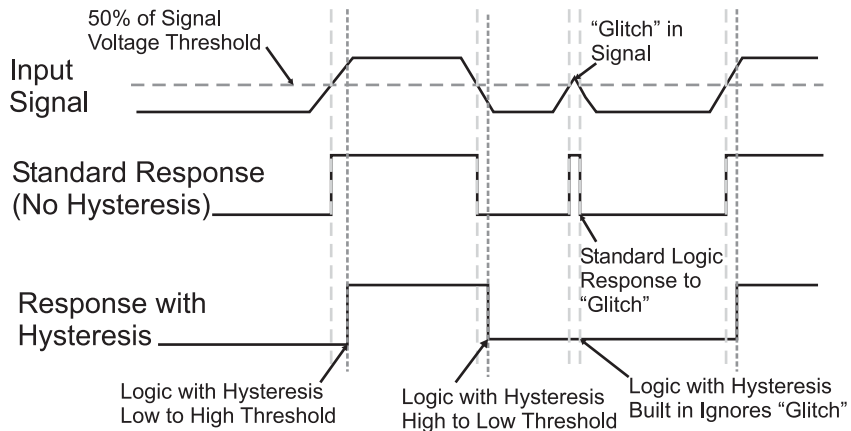 50% of Signal
Voltage Threshold
"Glitch" in
Signal
Input
Signal
Standard Response
(No Hysteresis)
Standard Logic
Response to
"Glitch"
Response with
Hysteresis
Logic with Hysteresis
Low to High Threshold
Logic with Hysteresis
High to Low Threshold
Logic with Hysteresis
Built in Ignores "Glitch"